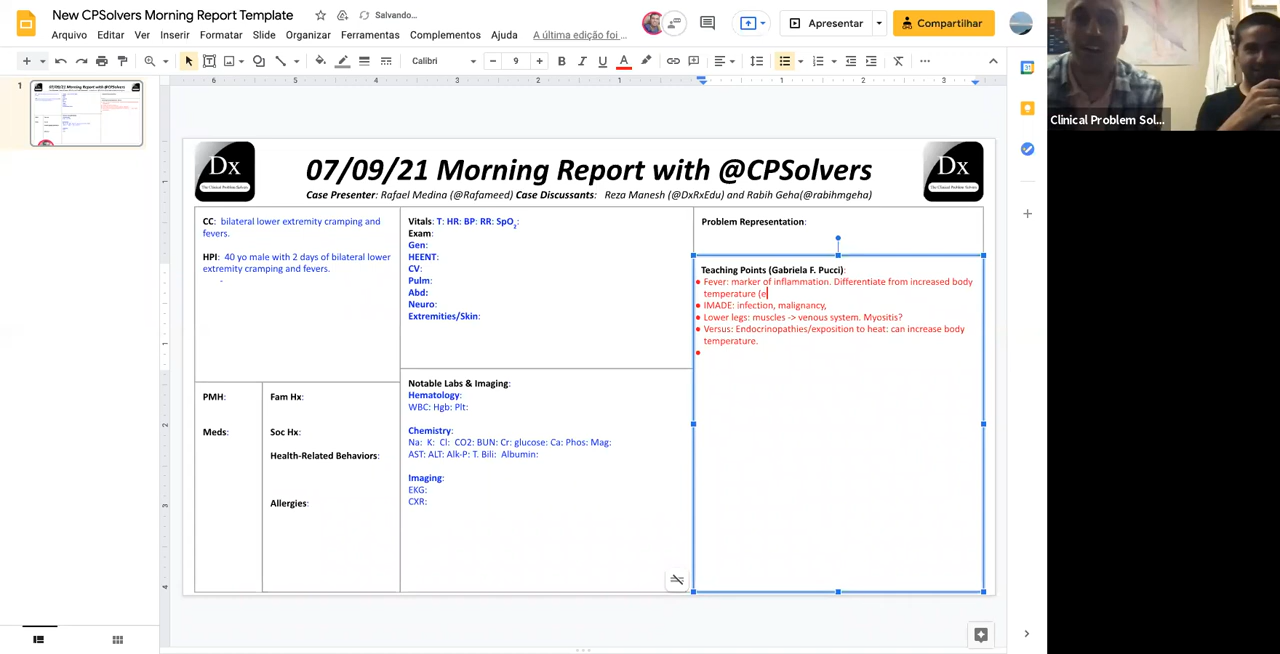 New CPSolvers Morning Report Template
Salvando...
Arquivo Editar Ver Inserir Formatar Slide Organizar Ferramentas Complementos Ajuda A última edição foi ...
Apresentar
Compartilhar
Calibri
9
1
07/09/21 Morning Report with @CPSolvers
Case Presenter: Rafael Medina (@Rafameed) Case Discussants: Reza Manesh (@DxRxEdu) and Rabih Geha(@rabihmgeha)
Dx
The Clinical Problem Solvers
Dx
The Clinical Problem Solvers
CC: bilateral lower extremity cramping and
fevers.
HPI: 40 yo male with 2 days of bilateral lower
extremity cramping and fevers.
-
PMH:
Meds:
Fam Hx:
Soc Hx:
Health-Related Behaviors:
Allergies:
Vitals: T: HR: BP: RR: SpO2:
Exam:
Gen:
HEENT:
CV:
Pulm:
Abd:
Neuro:
Extremities/Skin:
Notable Labs & Imaging:
Hematology:
WBC: Hgb: Plt:
Chemistry:
Na: K: Cl: CO2: BUN: Cr: glucose: Ca: Phos: Mag:
AST: ALT: Alk-P: T. Bili: Albumin:
Imaging:
EKG:
CXR:
Problem Representation:
Teaching Points (Gabriela F. Pucci):
● Fever: marker of inflammation. Differentiate from increased body
temperature (e
● IMADE: infection, malignancy,
● Lower legs: muscles -> venous system. Myositis?
● Versus: Endocrinopathies/exposition to heat: can increase body
temperature.
●
Clinical Problem Sol...